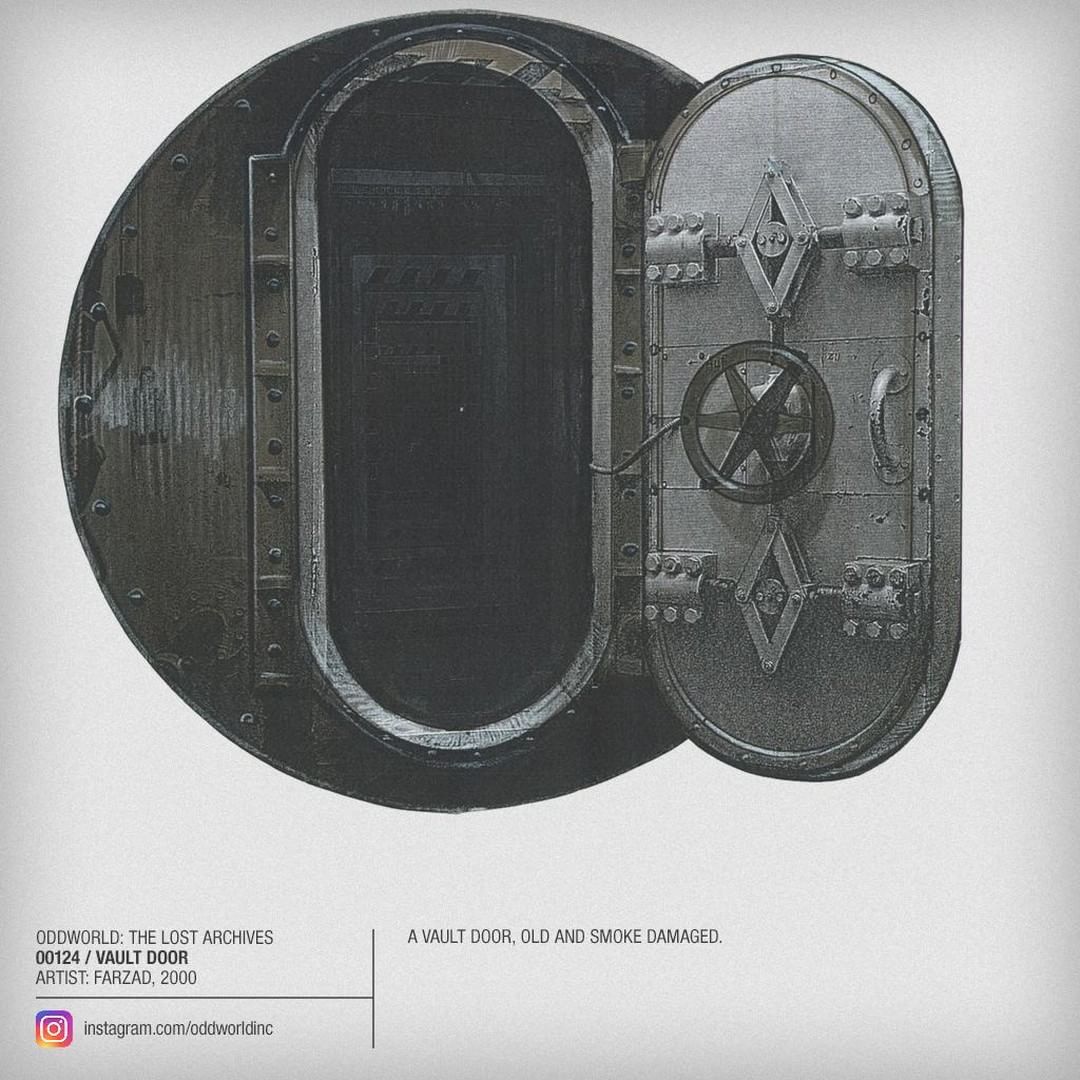 ODDWORLD: THE LOST ARCHIVES
00124 / VAULT DOOR
ARTIST: FARZAD, 2000
instagram.com/oddworldinc
A VAULT DOOR, OLD AND SMOKE DAMAGED.